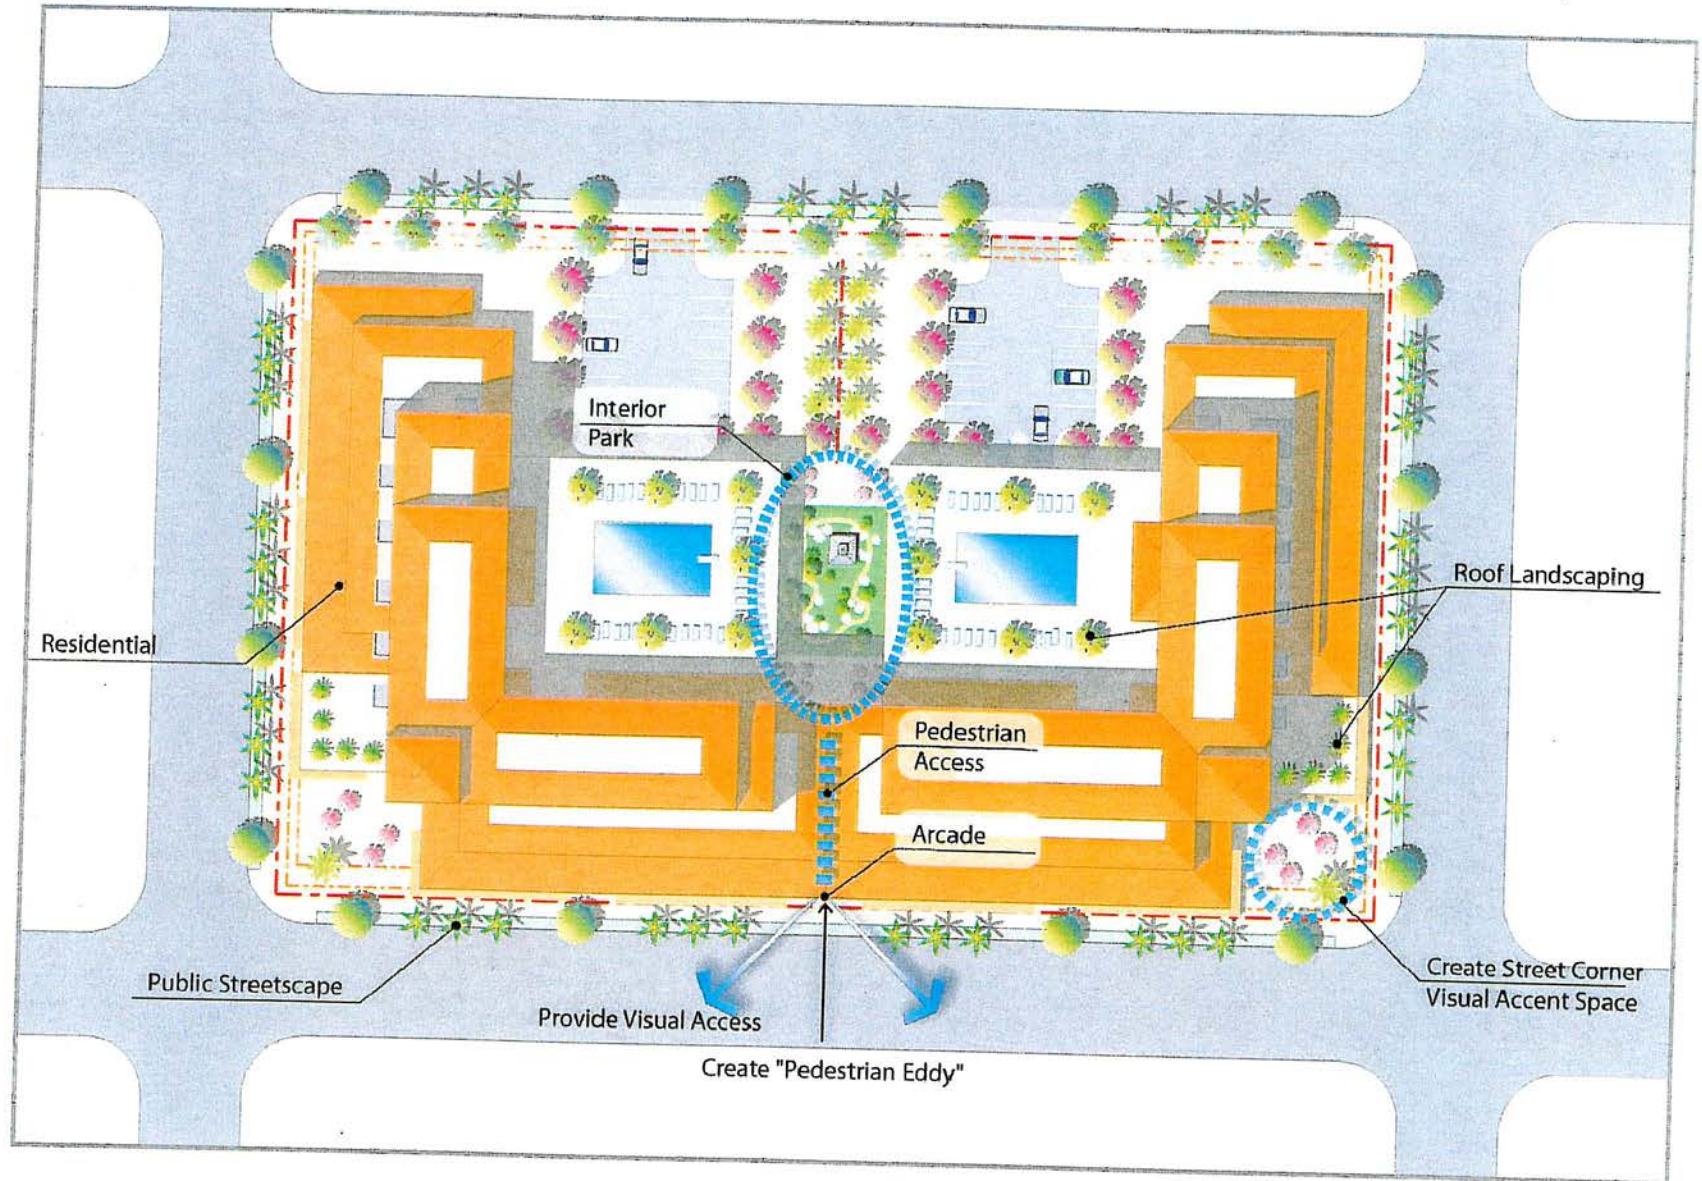 Interior
Park
Roof Landscaping
Residential
Pedestrian
Access
Arcade
Create Street Corner
Visual Accent Space
Public Streetscape
Provide Visual Access
Create "Pedestrian Eddy"